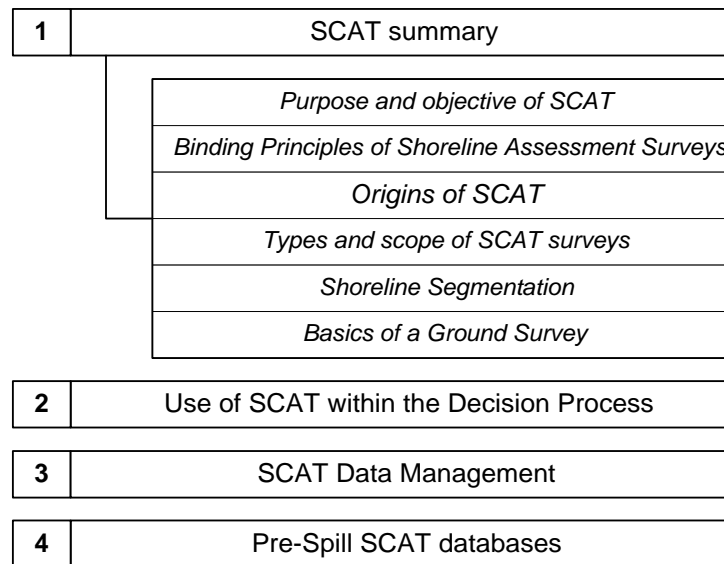 1 SCAT summary
Purpose and objective of SCAT
Binding Principles of Shoreline Assessment Surveys
Origins of SCAT
Types and scope of SCAT surveys
Shoreline Segmentation
Basics of a Ground Survey
2 Use of SCAT within the Decision Process
3 SCAT Data Management
4 Pre-Spill SCAT databases